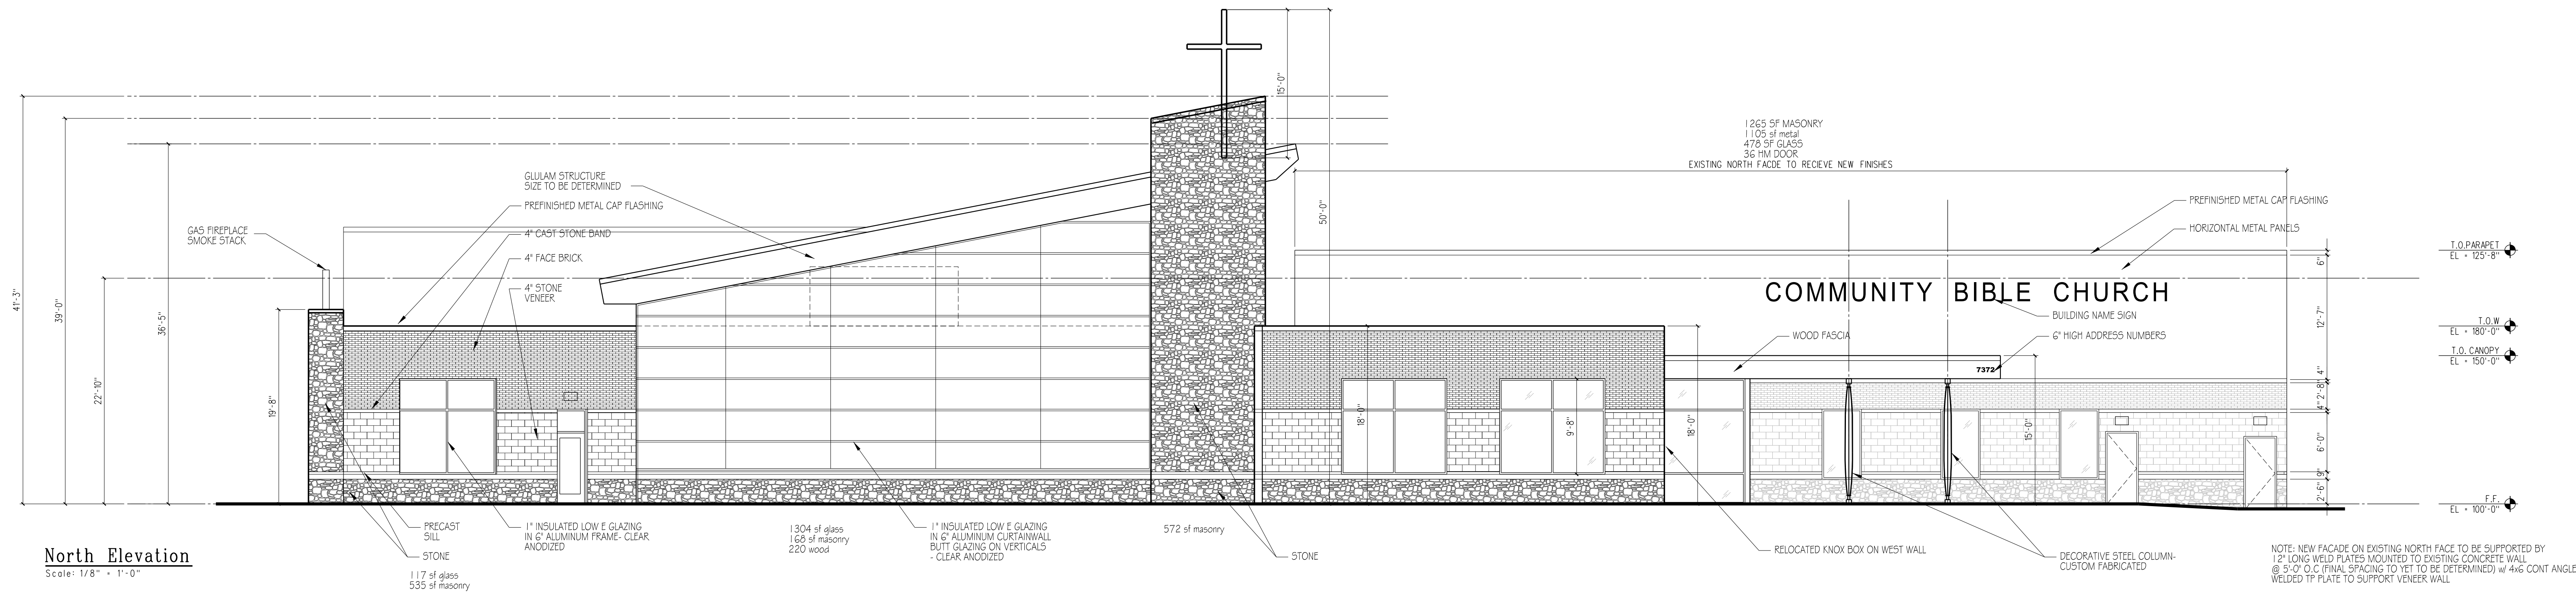 15'-0"
50'-0"
41'-3"
39'-0"
36'-5"
22'-10"
19'-8"
GAS FIREPLACE
SMOKE STACK
GLULAM STRUCTURE
SIZE TO BE DETERMINED
PREFINISHED METAL CAP FLASHING
4" CAST STONE BAND
4" FACE BRICK
4" STONE
VENEER
1265 SF MASONRY
1105 sf metal
478 SF GLASS
36 HM DOOR
EXISTING NORTH FACDE TO RECIEVE NEW FINISHES
PREFINISHED METAL CAP FLASHING
HORIZONTAL METAL PANELS
COMMUNITY BIBLE CHURCH
BUILDING NAME SIGN
WOOD FASCIA
6" HIGH ADDRESS NUMBERS
7372
T.O.PARAPET
EL = 125'-8"
T.O.W
EL = 180'-0"
T.O. CANOPY
EL = 150'-0"
F.F.
EL = 100'-0"
6"
12'-7"
4"
2'-8"
4"
6'-0"
9"
2'-6"
18'-0"
9'-8"
18'-0"
15'-0"
PRECAST
SILL
STONE
117 sf glass
535 sf masonry
1" INSULATED LOW E GLAZING
IN 6" ALUMINUM FRAME- CLEAR
ANODIZED
1304 sf glass
168 sf masonry
220 wood
1" INSULATED LOW E GLAZING
IN 6" ALUMINUM CURTAINWALL
BUTT GLAZING ON VERTICALS
- CLEAR ANODIZED
572 sf masonry
STONE
RELOCATED KNOX BOX ON WEST WALL
DECORATIVE STEEL COLUMN-
CUSTOM FABRICATED
NOTE: NEW FACADE ON EXISTING NORTH FACE TO BE SUPPORTED BY
12" LONG WELD PLATES MOUNTED TO EXISTING CONCRETE WALL
@ 5'-0" O.C (FINAL SPACING TO YET TO BE DETERMINED) w/ 4x6 CONT ANGLE
WELDED TP PLATE TO SUPPORT VENEER WALL
North Elevation
Scale: 1/8" = 1'-0"